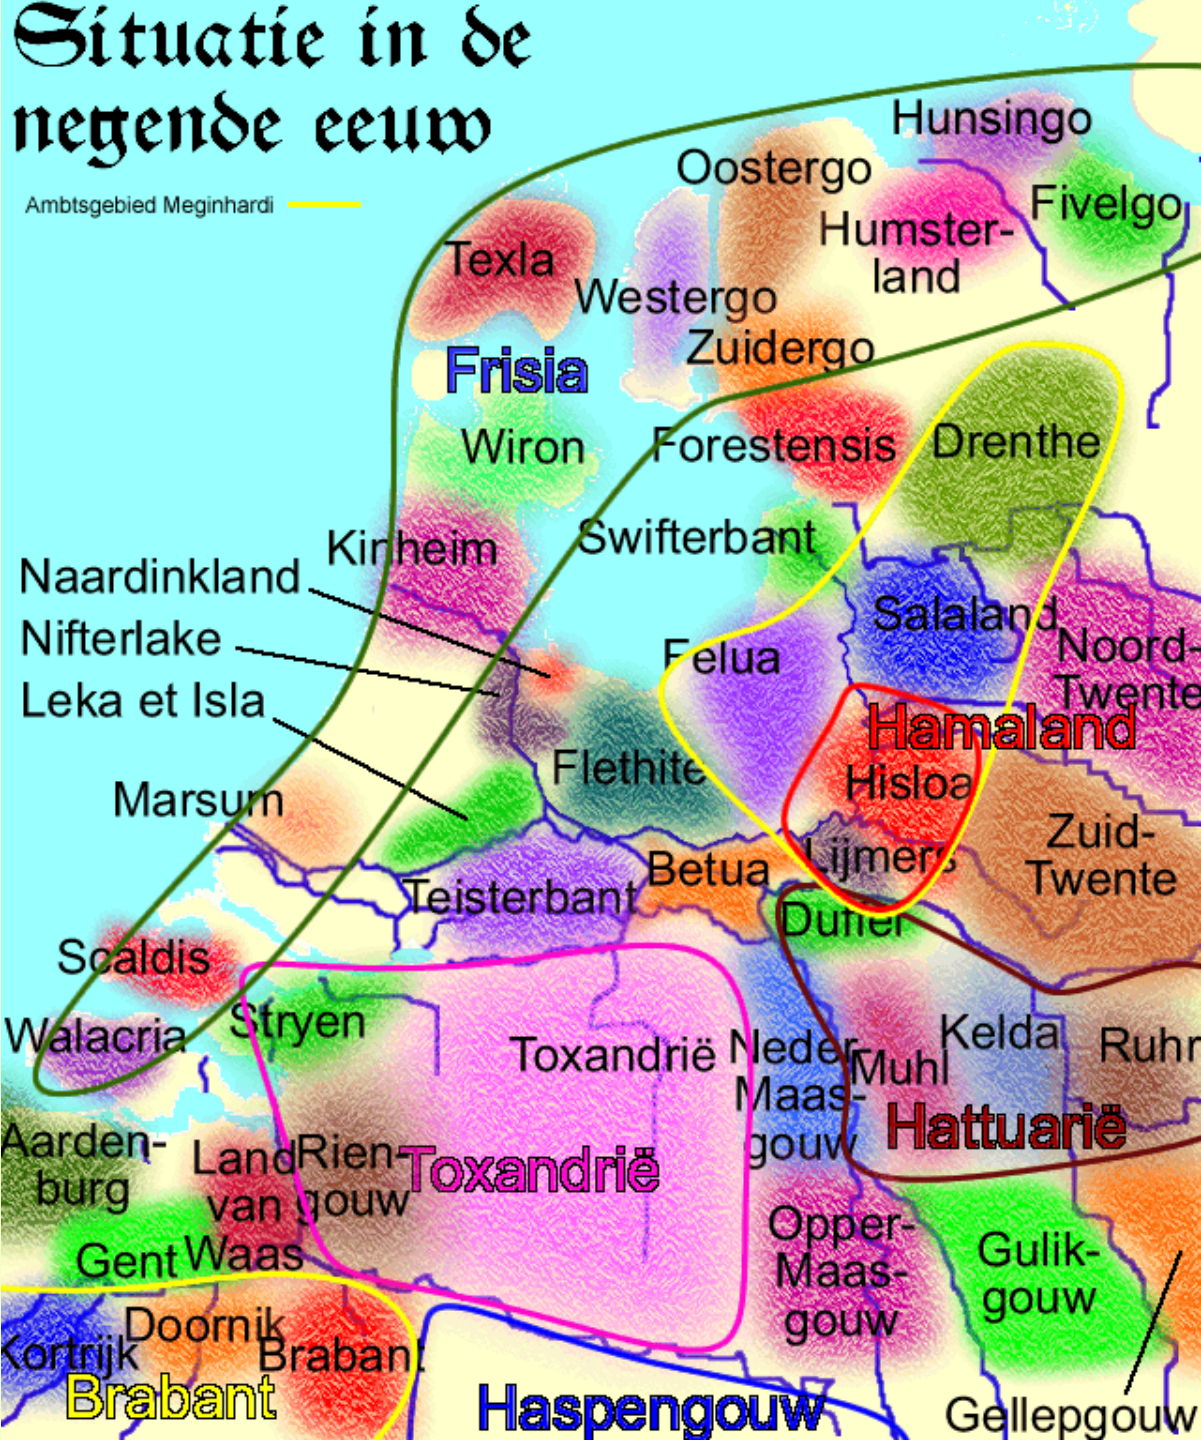 Situatie in de
negende eeuw
Ambtsgebied Meginhardi
Hunsingo
Oostergo
Fivelgo
Humster-
land
Texla
Westergo
Zuidergo
Frisia
Wiron
Forestensis
Drenthe
Kinheim
Swifterbant
Naardinkland
Nifterlake
Leka et Isla
Salaland
Felua
Noord-
Twente
Hamaland
Flethite
Hisloa
Marsum
Zuid-
Twente
Lijmers
Betua
Teisterbant
Duffel
Scaldis
Stryen
Walacria
Toxandrië
Neder-
Maas-
gouw
Muhl
Kelda
Ruhr
Hattuarië
Aarden-
burg
Land
van
Waas
Rien-
gouw
Toxandrië
Gent
Opper-
Maas-
gouw
Gulik-
gouw
Doornik
Kortrijk
Brabant
Brabant
Haspengouw
Gellepgouw